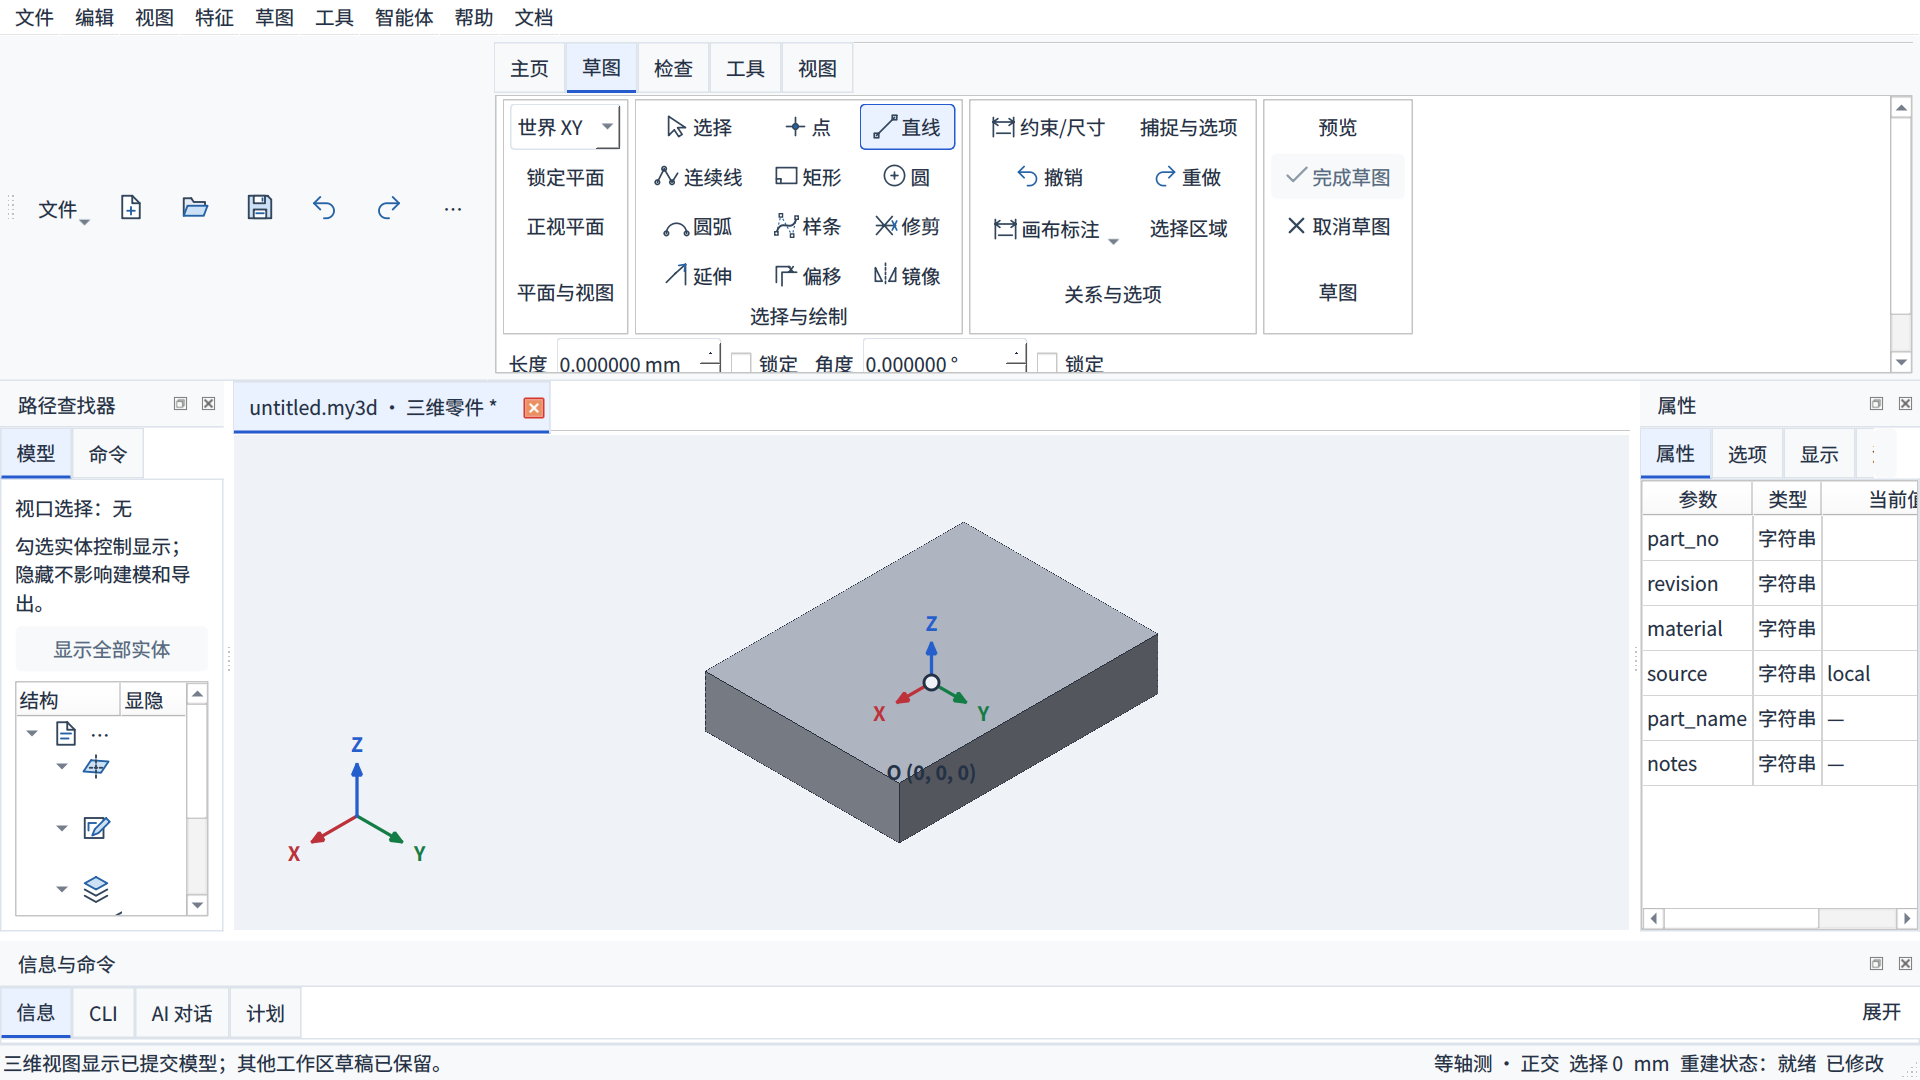 文件 编辑 视图 特征 草图 工具 智能体 帮助 文档
主页 草图 检查 工具 视图
文件 ...
世界 XY
锁定平面
正视平面
平面与视图
选择 点 直线
连续线 矩形 圆
圆弧 样条 修剪
延伸 偏移 镜像
选择与绘制
约束/尺寸 捕捉与选项
撤销 重做
画布标注 选择区域
关系与选项
预览
完成草图
取消草图
草图
长度 0.000000 mm 锁定 角度 0.000000 ° 锁定
路径查找器
模型 命令
视口选择：无
勾选实体控制显示；
隐藏不影响建模和导
出。
显示全部实体
结构 显隐
...
untitled.my3d · 三维零件 *
Z
X
Y
O (0, 0, 0)
Z
X
Y
属性
属性 选项 显示
参数 类型 当前值
part_no 字符串
revision 字符串
material 字符串
source 字符串 local
part_name 字符串 —
notes 字符串 —
信息与命令
信息 CLI AI 对话 计划 展开
三维视图显示已提交模型；其他工作区草稿已保留。
等轴测 · 正交 选择 0 mm 重建状态：就绪 已修改